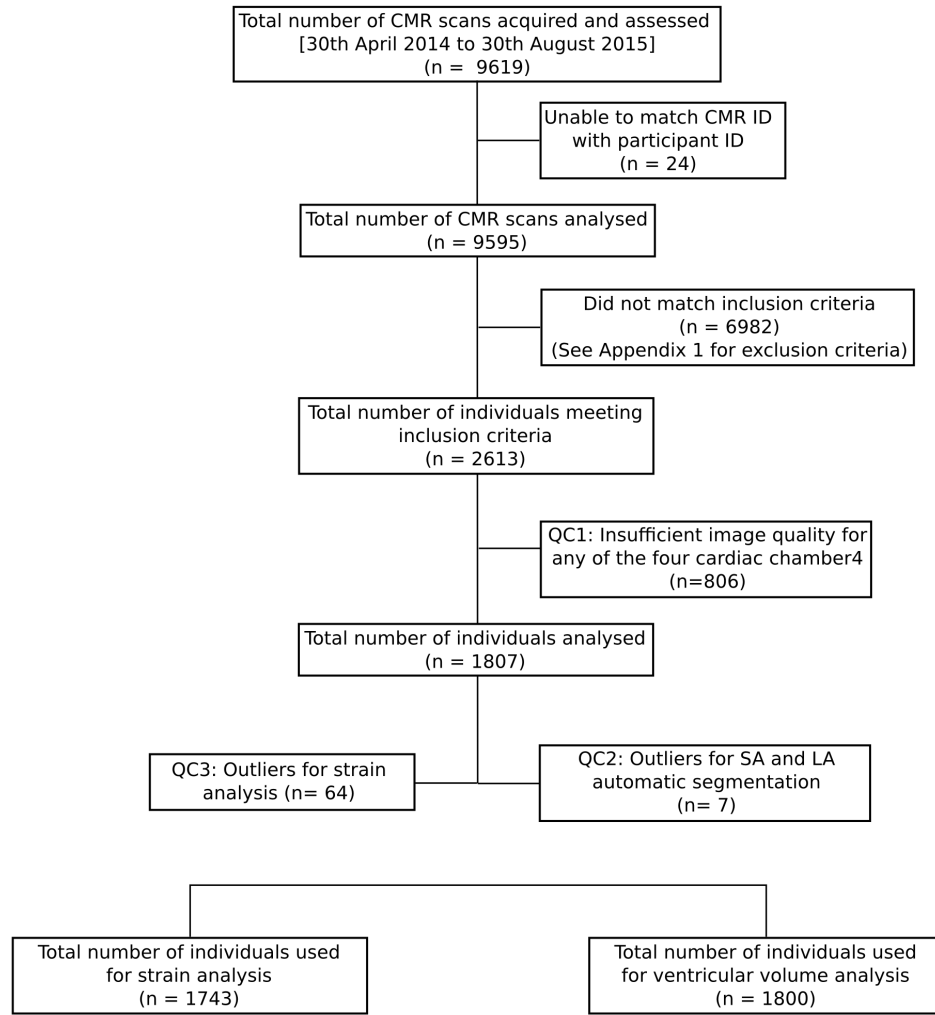 Total number of CMR scans acquired and assessed
[30th April 2014 to 30th August 2015]
(n =  9619)
Unable to match CMR ID
with participant ID
(n = 24)
Total number of CMR scans analysed
(n = 9595)
Did not match inclusion criteria
(n = 6982)
(See Appendix 1 for exclusion criteria)
Total number of individuals meeting
inclusion criteria
(n = 2613)
QC1: Insufficient image quality for
any of the four cardiac chamber4
(n=806)
Total number of individuals analysed
(n = 1807)
QC3: Outliers for strain
analysis (n= 64)
QC2: Outliers for SA and LA
automatic segmentation
(n= 7)
Total number of individuals used
for strain analysis
(n = 1743)
Total number of individuals used
for ventricular volume analysis
(n = 1800)